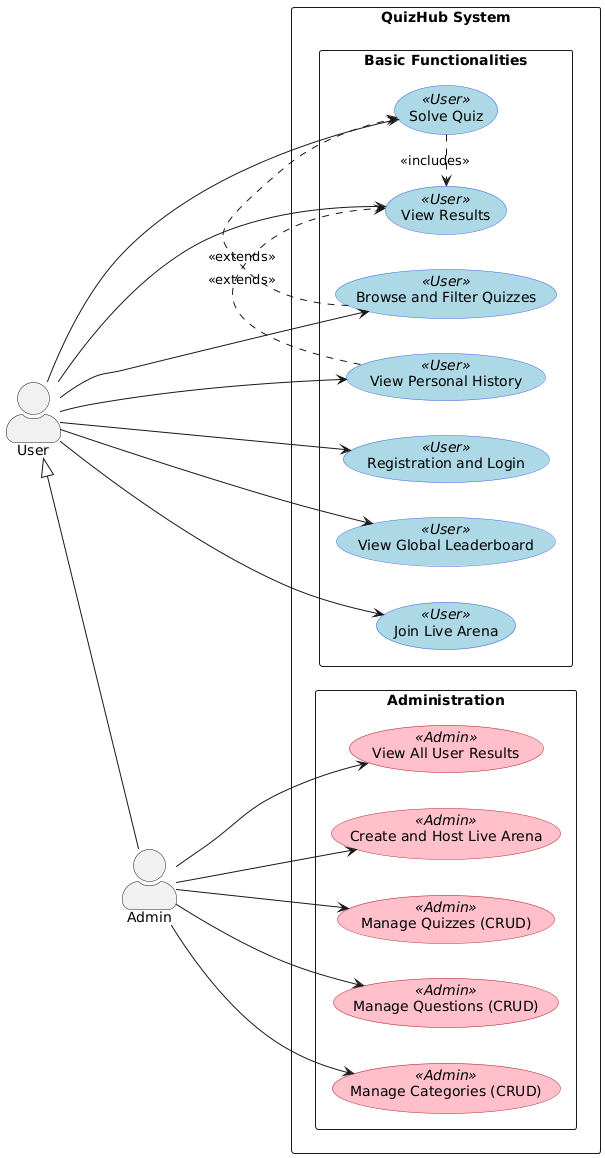 QuizHub System
Basic Functionalities
«User»
Solve Quiz
«includes»
«User»
View Results
«extends»
«extends»
«User»
Browse and Filter Quizzes
«User»
View Personal History
User
«User»
Registration and Login
«User»
View Global Leaderboard
«User»
Join Live Arena
Administration
«Admin»
View All User Results
«Admin»
Create and Host Live Arena
Admin
«Admin»
Manage Quizzes (CRUD)
«Admin»
Manage Questions (CRUD)
«Admin»
Manage Categories (CRUD)